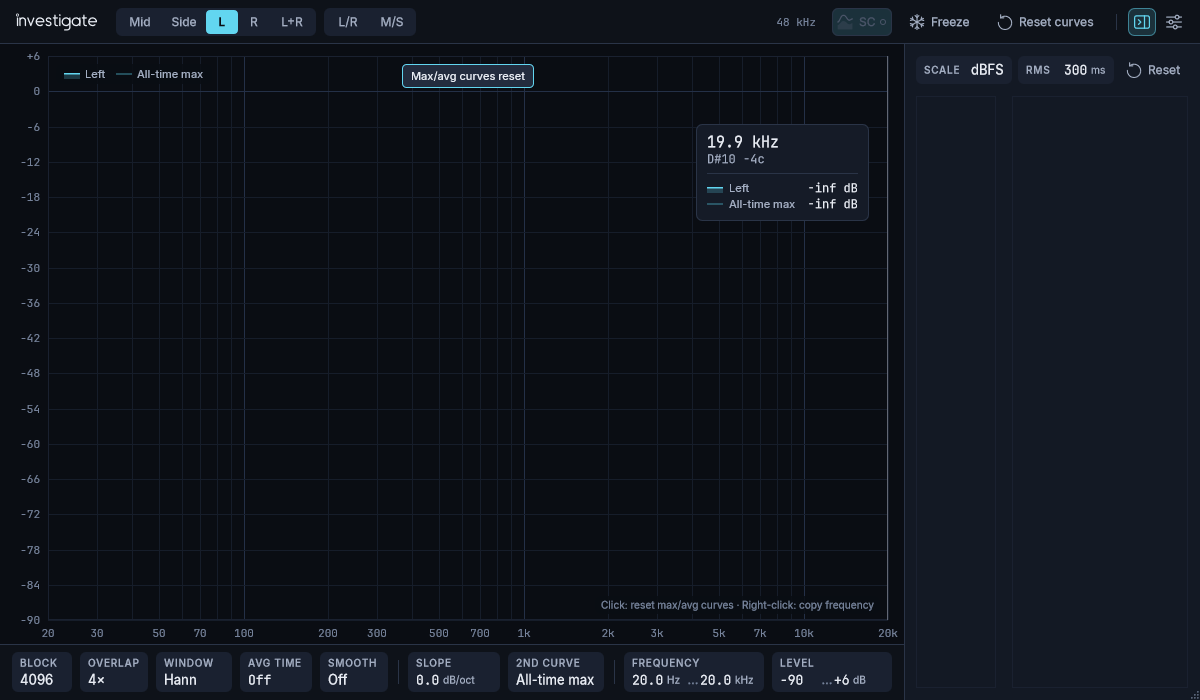 investigate
Mid Side L R L+R L/R M/S 48 kHz SC Freeze Reset curves
SCALE dBFS RMS 300 ms Reset
+6
0
-6
-12
-18
-24
-30
-36
-42
-48
-54
-60
-66
-72
-78
-84
-90
Left All-time max
Max/avg curves reset
19.9 kHz
D#10 -4c
Left -inf dB
All-time max -inf dB
Click: reset max/avg curves · Right-click: copy frequency
20 30 50 70 100 200 300 500 700 1k 2k 3k 5k 7k 10k 20k
BLOCK OVERLAP WINDOW AVG TIME SMOOTH SLOPE 2ND CURVE FREQUENCY LEVEL
4096 4× Hann Off Off 0.0 dB/oct All-time max 20.0 Hz ...20.0 kHz -90 ...+6 dB